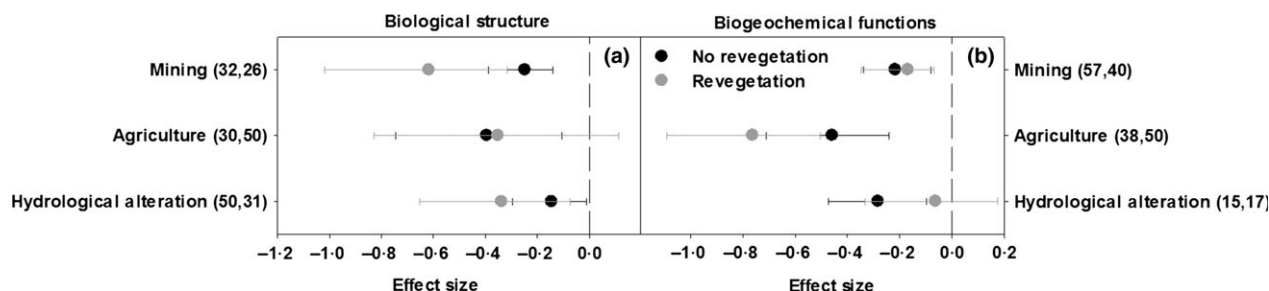 Biological structure
Biogeochemical functions
(a)
(b)
No revegetation
Revegetation
Mining (32,26)
Agriculture (30,50)
Hydrological alteration (50,31)
Mining (57,40)
Agriculture (38,50)
Hydrological alteration (15,17)
–1·2 –1·0 –0·8 –0·6 –0·4 –0·2 0·0
–1·0 –0·8 –0·6 –0·4 –0·2 0·0 0·2
Effect size
Effect size